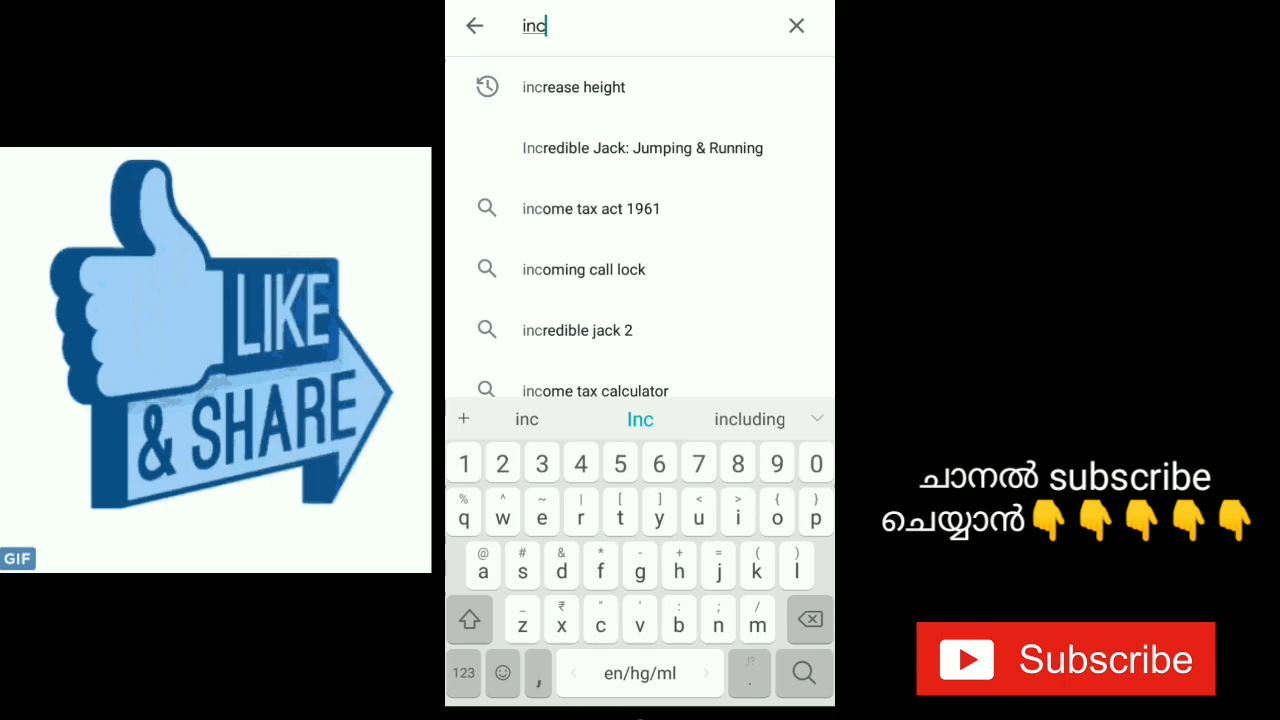 inc
increase height
Incredible Jack: Jumping & Running
income tax act 1961
incoming call lock
incredible jack 2
income tax calculator
+ inc Inc including
1 2 3 4 5 6 7 8 9 0
% ^ ~ | [ ] < > { }
q w e r t y u i o p
@ # & * - + = ( )
a s d f g h j k l
_ ₹ " ' : ; /
z x c v b n m
123 , en/hg/ml ,!? .
LIKE
& SHARE
GIF
ചാനൽ subscribe
ചെയ്യാൻ👇👇👇👇👇
Subscribe